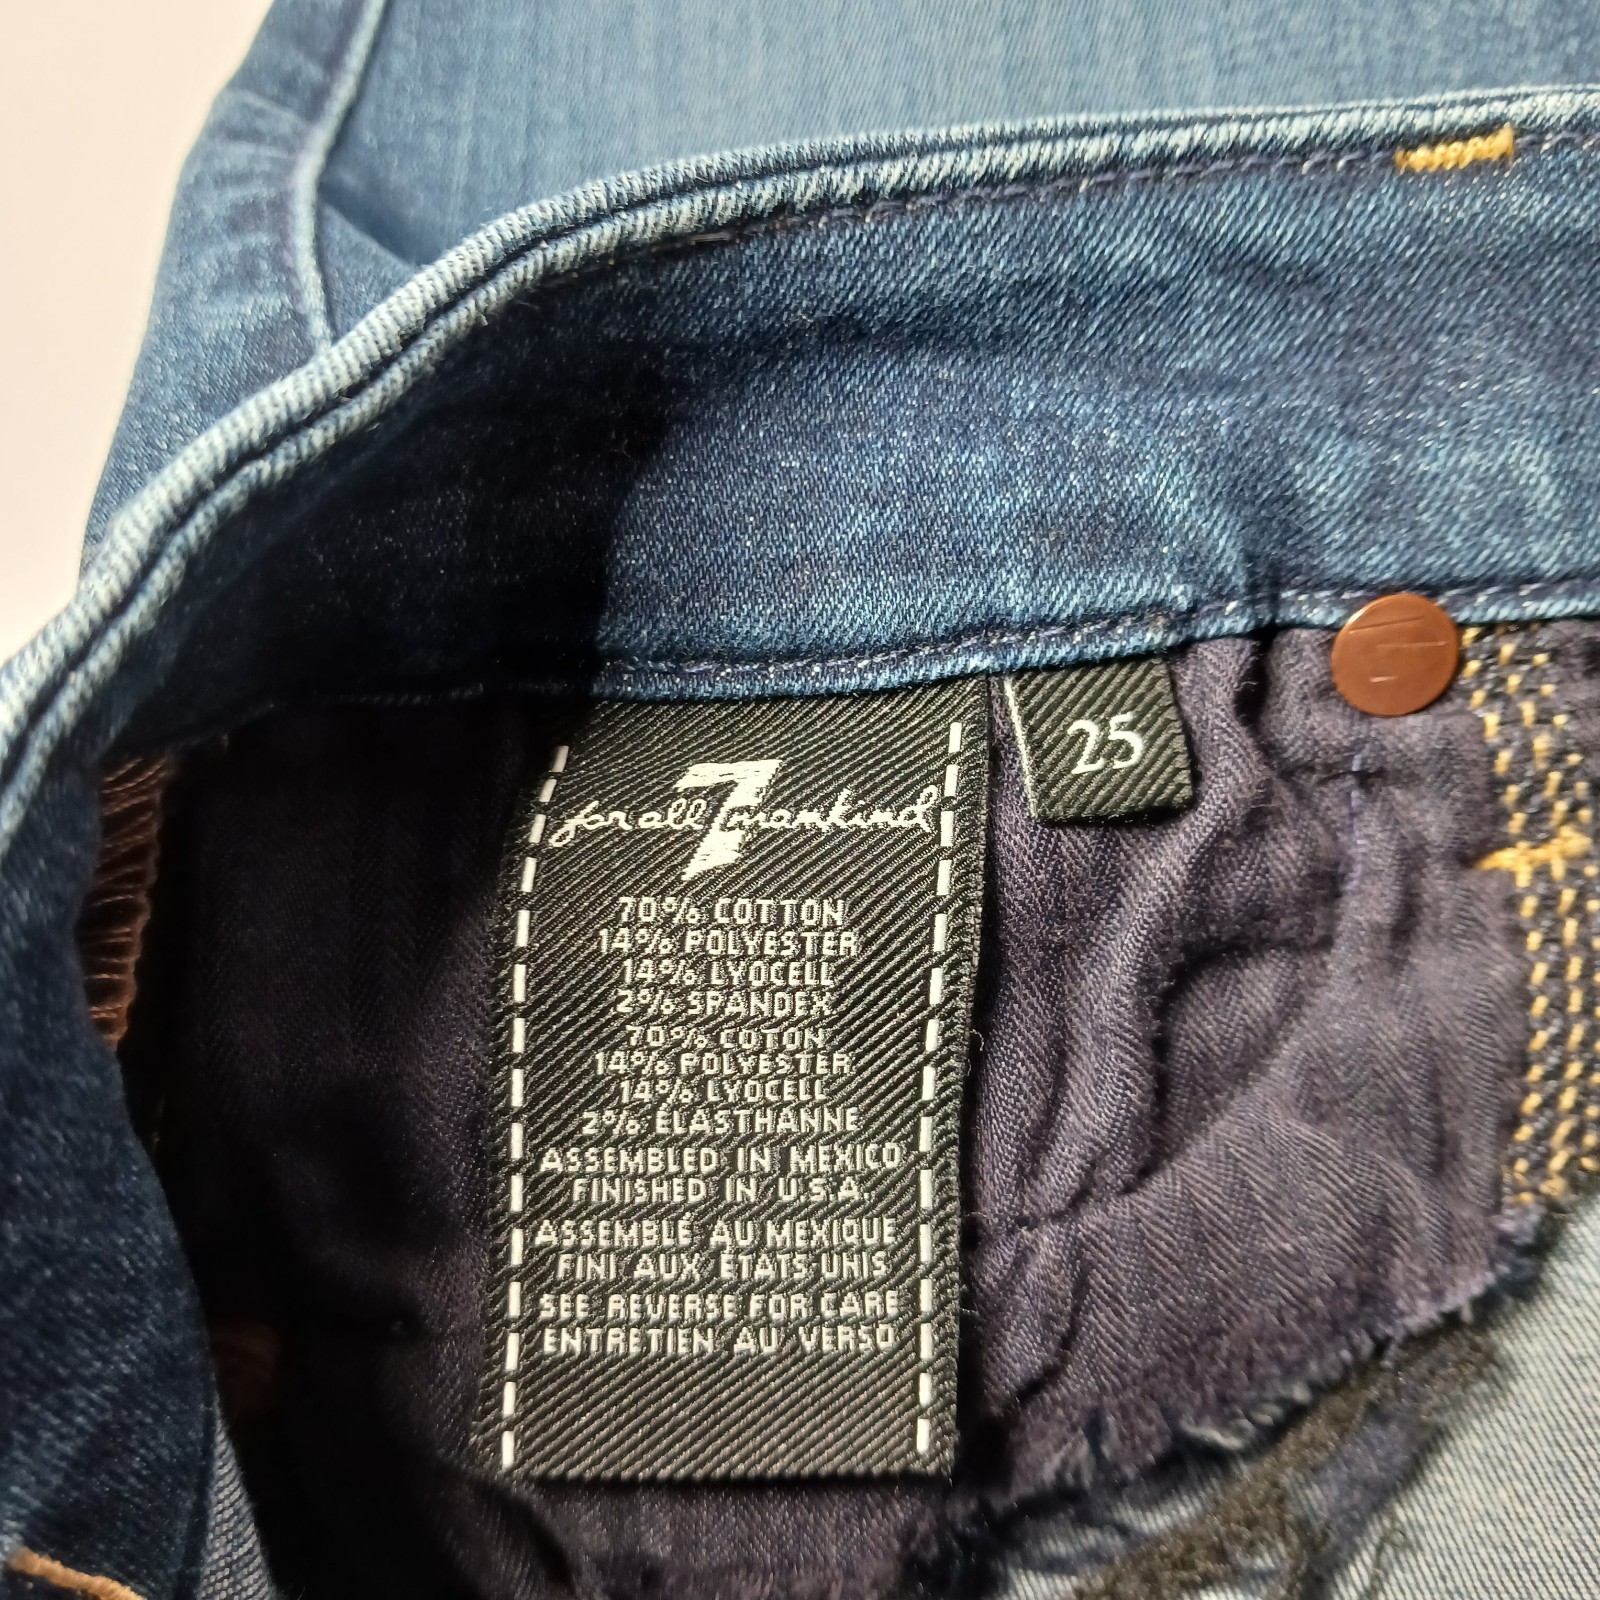 for all 7 mankind
25
70% COTTON
14% POLYESTER
14% LYOCELL
2% SPANDEX
70% COTON
14% POLYESTER
14% LYOCELL
2% ÉLASTHANNE
ASSEMBLED IN MEXICO
FINISHED IN U.S.A.
ASSEMBLÉ AU MEXIQUE
FINI AUX ÉTATS-UNIS
SEE REVERSE FOR CARE
ENTRETIEN AU VERSO